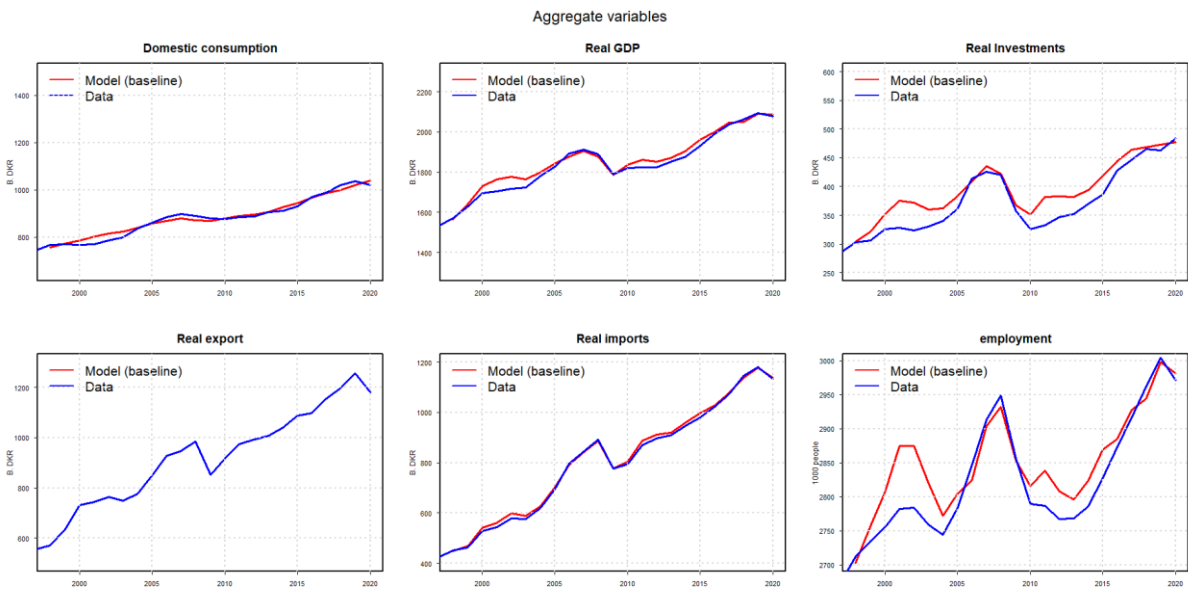 Aggregate variables
Domestic consumption
Model (baseline)
Data
B. DKR
1400
1200
1000
800
2000
2005
2010
2015
2020
Real GDP
Model (baseline)
Data
B. DKR
2200
2000
1800
1600
1400
2000
2005
2010
2015
2020
Real Investments
Model (baseline)
Data
B. DKR
600
550
500
450
400
350
300
250
2000
2005
2010
2015
2020
Real export
Model (baseline)
Data
B. DKR
1200
1000
800
600
2000
2005
2010
2015
2020
Real imports
Model (baseline)
Data
B. DKR
1200
1000
800
600
400
2000
2005
2010
2015
2020
employment
Model (baseline)
Data
1000 people
3000
2950
2900
2850
2800
2750
2700
2000
2005
2010
2015
2020